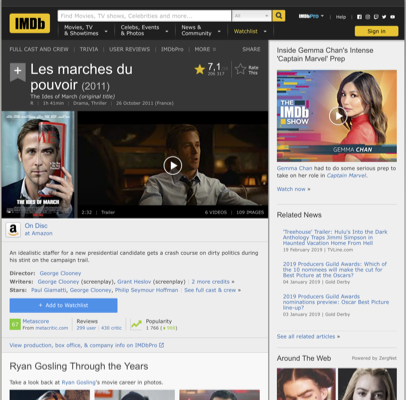 IMDb
Find Movies, TV shows, Celebrities and more...
All
IMDbPro
Help
Movies, TV
& Showtimes
Celebs, Events
& Photos
News &
Community
Watchlist
Sign in
FULL CAST AND CREW | TRIVIA | USER REVIEWS | IMDbPro | MORE
SHARE
Les marches du
pouvoir (2011)
The Ides of March (original title)
R | 1h 41min | Drama, Thriller | 26 October 2011 (France)
7,1
Rate
This
THE IDES OF MARCH
2:32 | Trailer
6 VIDEOS | 109 IMAGES
On Disc
at Amazon
An idealistic staffer for a new presidential candidate gets a crash course on dirty politics during
his stint on the campaign trail.
Director: George Clooney
Writers: George Clooney (screenplay), Grant Heslov (screenplay) | 2 more credits »
Stars: Paul Giamatti, George Clooney, Philip Seymour Hoffman | See full cast & crew »
+ Add to Watchlist
67
Metascore
From metacritic.com
Reviews
299 user | 430 critic
Popularity
View production, box office, & company info on IMDbPro
Ryan Gosling Through the Years
Take a look back at Ryan Gosling's movie career in photos.
Inside Gemma Chan's Intense
'Captain Marvel' Prep
THE
IMDb
SHOW
GEMMA CHAN
Gemma Chan had to do some serious prep to
take on her role in Captain Marvel.
Watch now »
Related News
'Treehouse' Trailer: Hulu's Into the Dark
Anthology Traps Jimmi Simpson in
Haunted Vacation Home From Hell
19 February 2019 | TVLine.com
2019 Producers Guild Awards: Which of
the 10 nominees will make the cut for
Best Picture at the Oscars?
04 January 2019 | Gold Derby
2019 Producers Guild Awards
nominations preview: Oscar Best Picture
line-up?
03 January 2019 | Gold Derby
See all related articles »
Around The Web
Powered by ZergNet